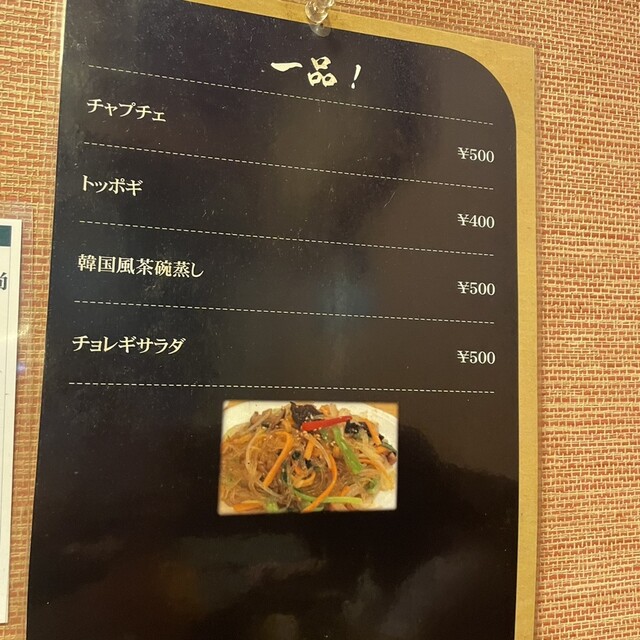 一品！
チャプチェ
¥500
トッポギ
¥400
韓国風茶碗蒸し
¥500
チョレギサラダ
¥500